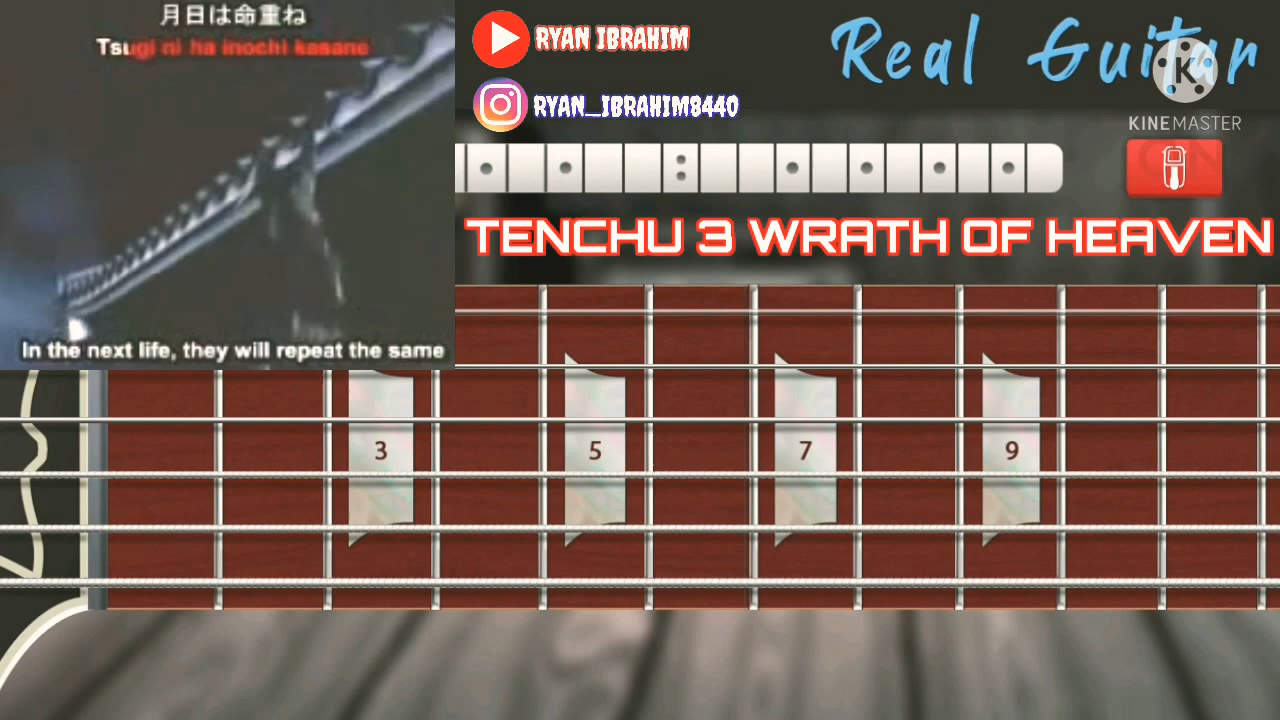 月日は命重ね
Tsugi ni ha inochi kasane
In the next life, they will repeat the same
RYAN IBRAHIM
RYAN_IBRAHIM8440
Real Guitar
K
KINEMASTER
ON
TENCHU 3 WRATH OF HEAVEN
3 5 7 9